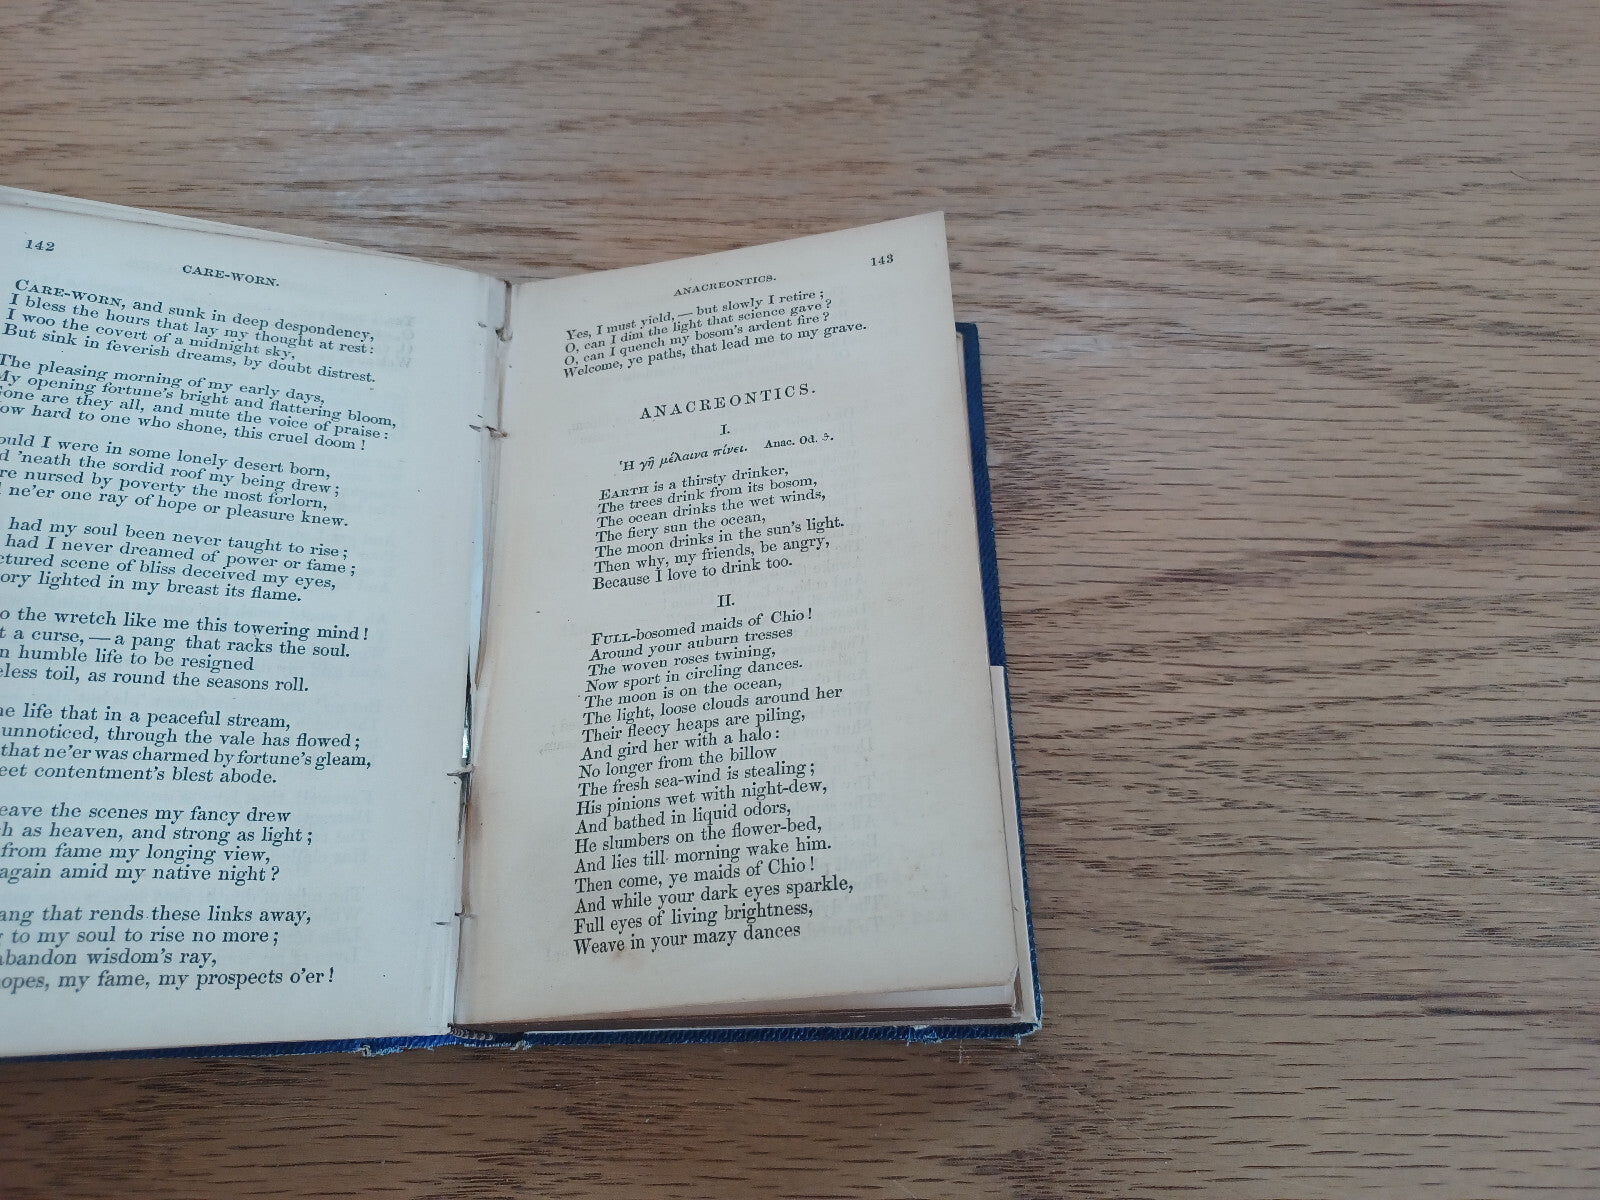 142
CARE-WORN.
CARE-WORN, and sunk in deep despondency,
I bless the hours that lay my thought at rest:
I woo the covert of a midnight sky,
But sink in feverish dreams, by doubt distrest.
The pleasing morning of my early days,
My opening fortune's bright and flattering bloom,
are they all, and mute the voice of praise:
hard to one who shone, this cruel doom!
I were in some lonely desert born,
'neath the sordid roof my being drew;
nursed by poverty the most forlorn,
ne'er one ray of hope or pleasure knew.
had my soul been never taught to rise;
had I never dreamed of power or fame;
scene of bliss deceived my eyes,
lighted in my breast its flame.
the wretch like me this towering mind!
a curse, — a pang that racks the soul.
humble life to be resigned
toil, as round the seasons roll.
life that in a peaceful stream,
unnoticed, through the vale has flowed;
that ne'er was charmed by fortune's gleam,
contentment's blest abode.
the scenes my fancy drew
as heaven, and strong as light;
from fame my longing view,
again amid my native night?
that rends these links away,
to my soul to rise no more;
abandon wisdom's ray,
my fame, my prospects o'er!
ANACREONTICS.
143
Yes, I must yield, — but slowly I retire;
O, can I dim the light that science gave?
O, can I quench my bosom's ardent fire?
Welcome, ye paths, that lead me to my grave.
ANACREONTICS.
I.
Ἡ γῆ μέλαινα πίνει. Anac. Od.
EARTH is a thirsty drinker,
The trees drink from its bosom,
The ocean drinks the wet winds,
The fiery sun the ocean,
The moon drinks in the sun's light.
Then why, my friends, be angry,
Because I love to drink too.
II.
FULL-bosomed maids of Chio!
Around your auburn tresses
The woven roses twining,
Now sport in circling dances.
The moon is on the ocean,
The light, loose clouds around her
Their fleecy heaps are piling,
And gird her with a halo:
No longer from the billow
The fresh sea-wind is stealing;
His pinions wet with night-dew,
And bathed in liquid odors,
He slumbers on the flower-bed,
And lies till morning wake him.
Then come, ye maids of Chio!
And while your dark eyes sparkle,
Full eyes of living brightness,
Weave in your mazy dances